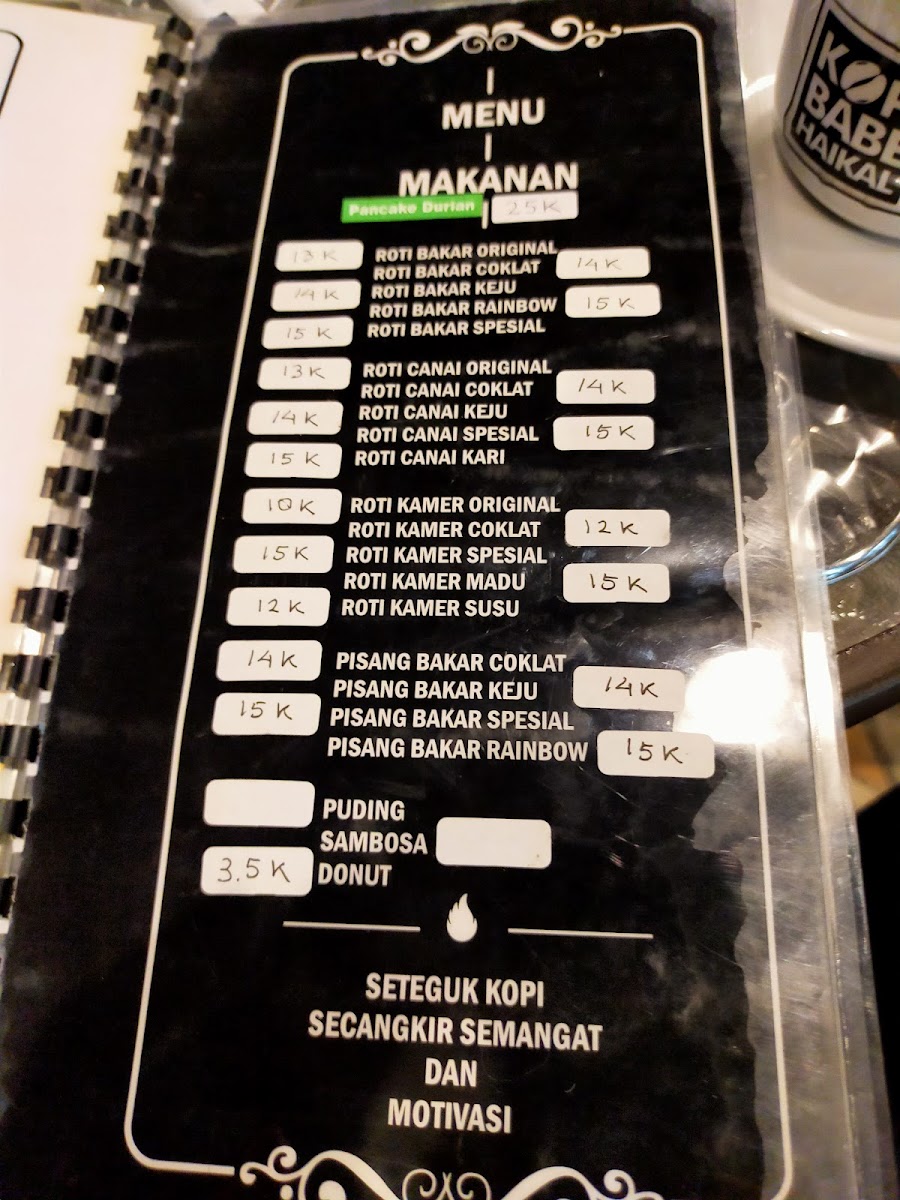 MENU
MAKANAN
Pancake Durian 25K
13K ROTI BAKAR ORIGINAL
ROTI BAKAR COKLAT 14K
14K ROTI BAKAR KEJU
ROTI BAKAR RAINBOW 15K
15K ROTI BAKAR SPESIAL
13K ROTI CANAI ORIGINAL
ROTI CANAI COKLAT 14K
14K ROTI CANAI KEJU
ROTI CANAI SPESIAL 15K
15K ROTI CANAI KARI
10K ROTI KAMER ORIGINAL
ROTI KAMER COKLAT 12K
15K ROTI KAMER SPESIAL
ROTI KAMER MADU 15K
12K ROTI KAMER SUSU
14K PISANG BAKAR COKLAT
PISANG BAKAR KEJU 14K
15K PISANG BAKAR SPESIAL
PISANG BAKAR RAINBOW 15K
PUDING
SAMBOSA
3.5K DONUT
SETEGUK KOPI
SECANGKIR SEMANGAT
DAN
MOTIVASI
HAIKAL